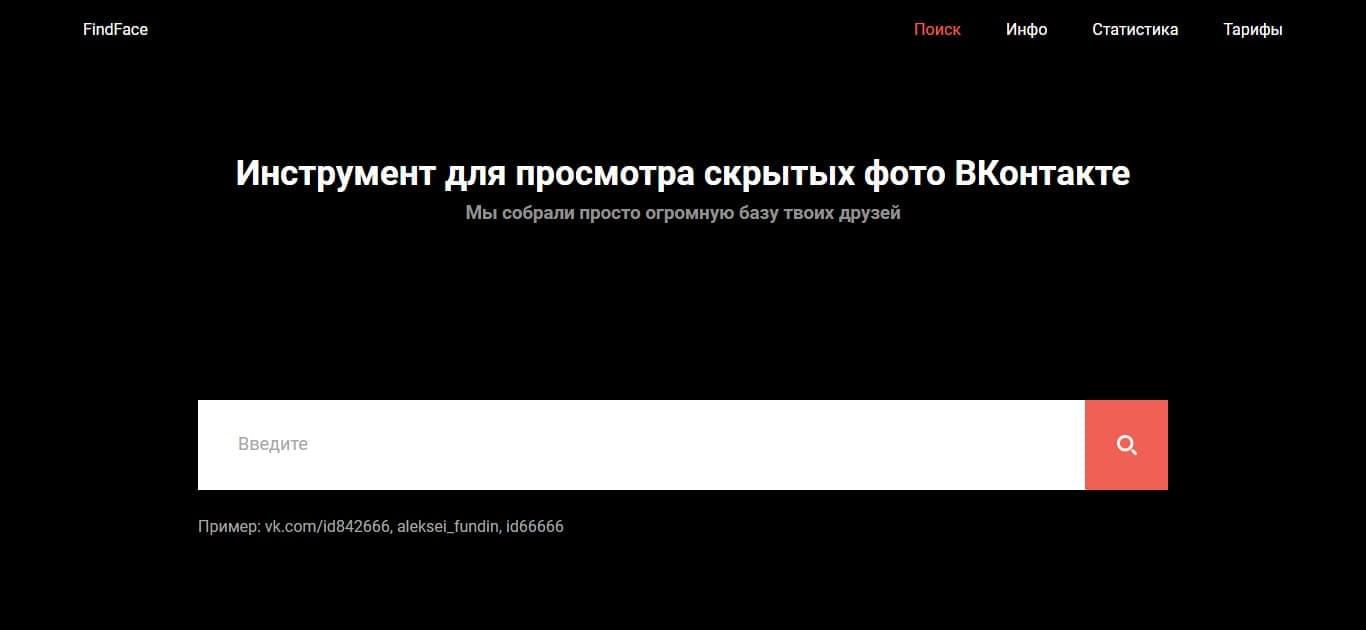 FindFace
Поиск
Инфо
Статистика
Тарифы
Инструмент для просмотра скрытых фото ВКонтакте
Мы собрали просто огромную базу твоих друзей
Введите
Пример: vk.com/id842666, aleksei_fundin, id66666